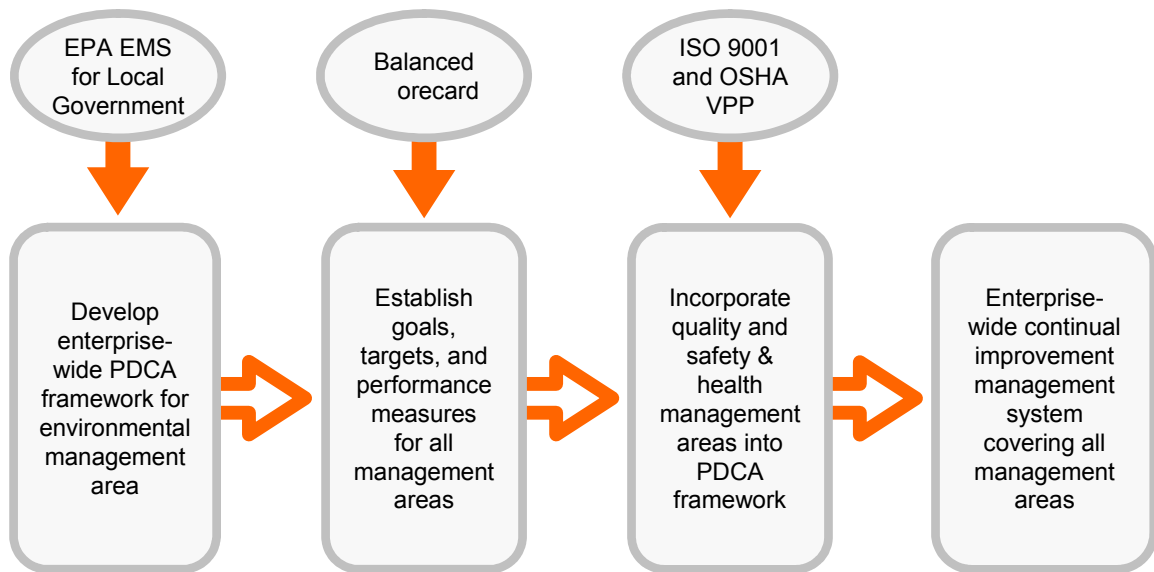 EPA EMS
for Local
Government
Balanced
orecard
ISO 9001
and OSHA
VPP
Develop
enterprise-
wide PDCA
framework for
environmental
management
area
Establish
goals,
targets, and
performance
measures
for all
management
areas
Incorporate
quality and
safety &
health
management
areas into
PDCA
framework
Enterprise-
wide continual
improvement
management
system
covering all
management
areas